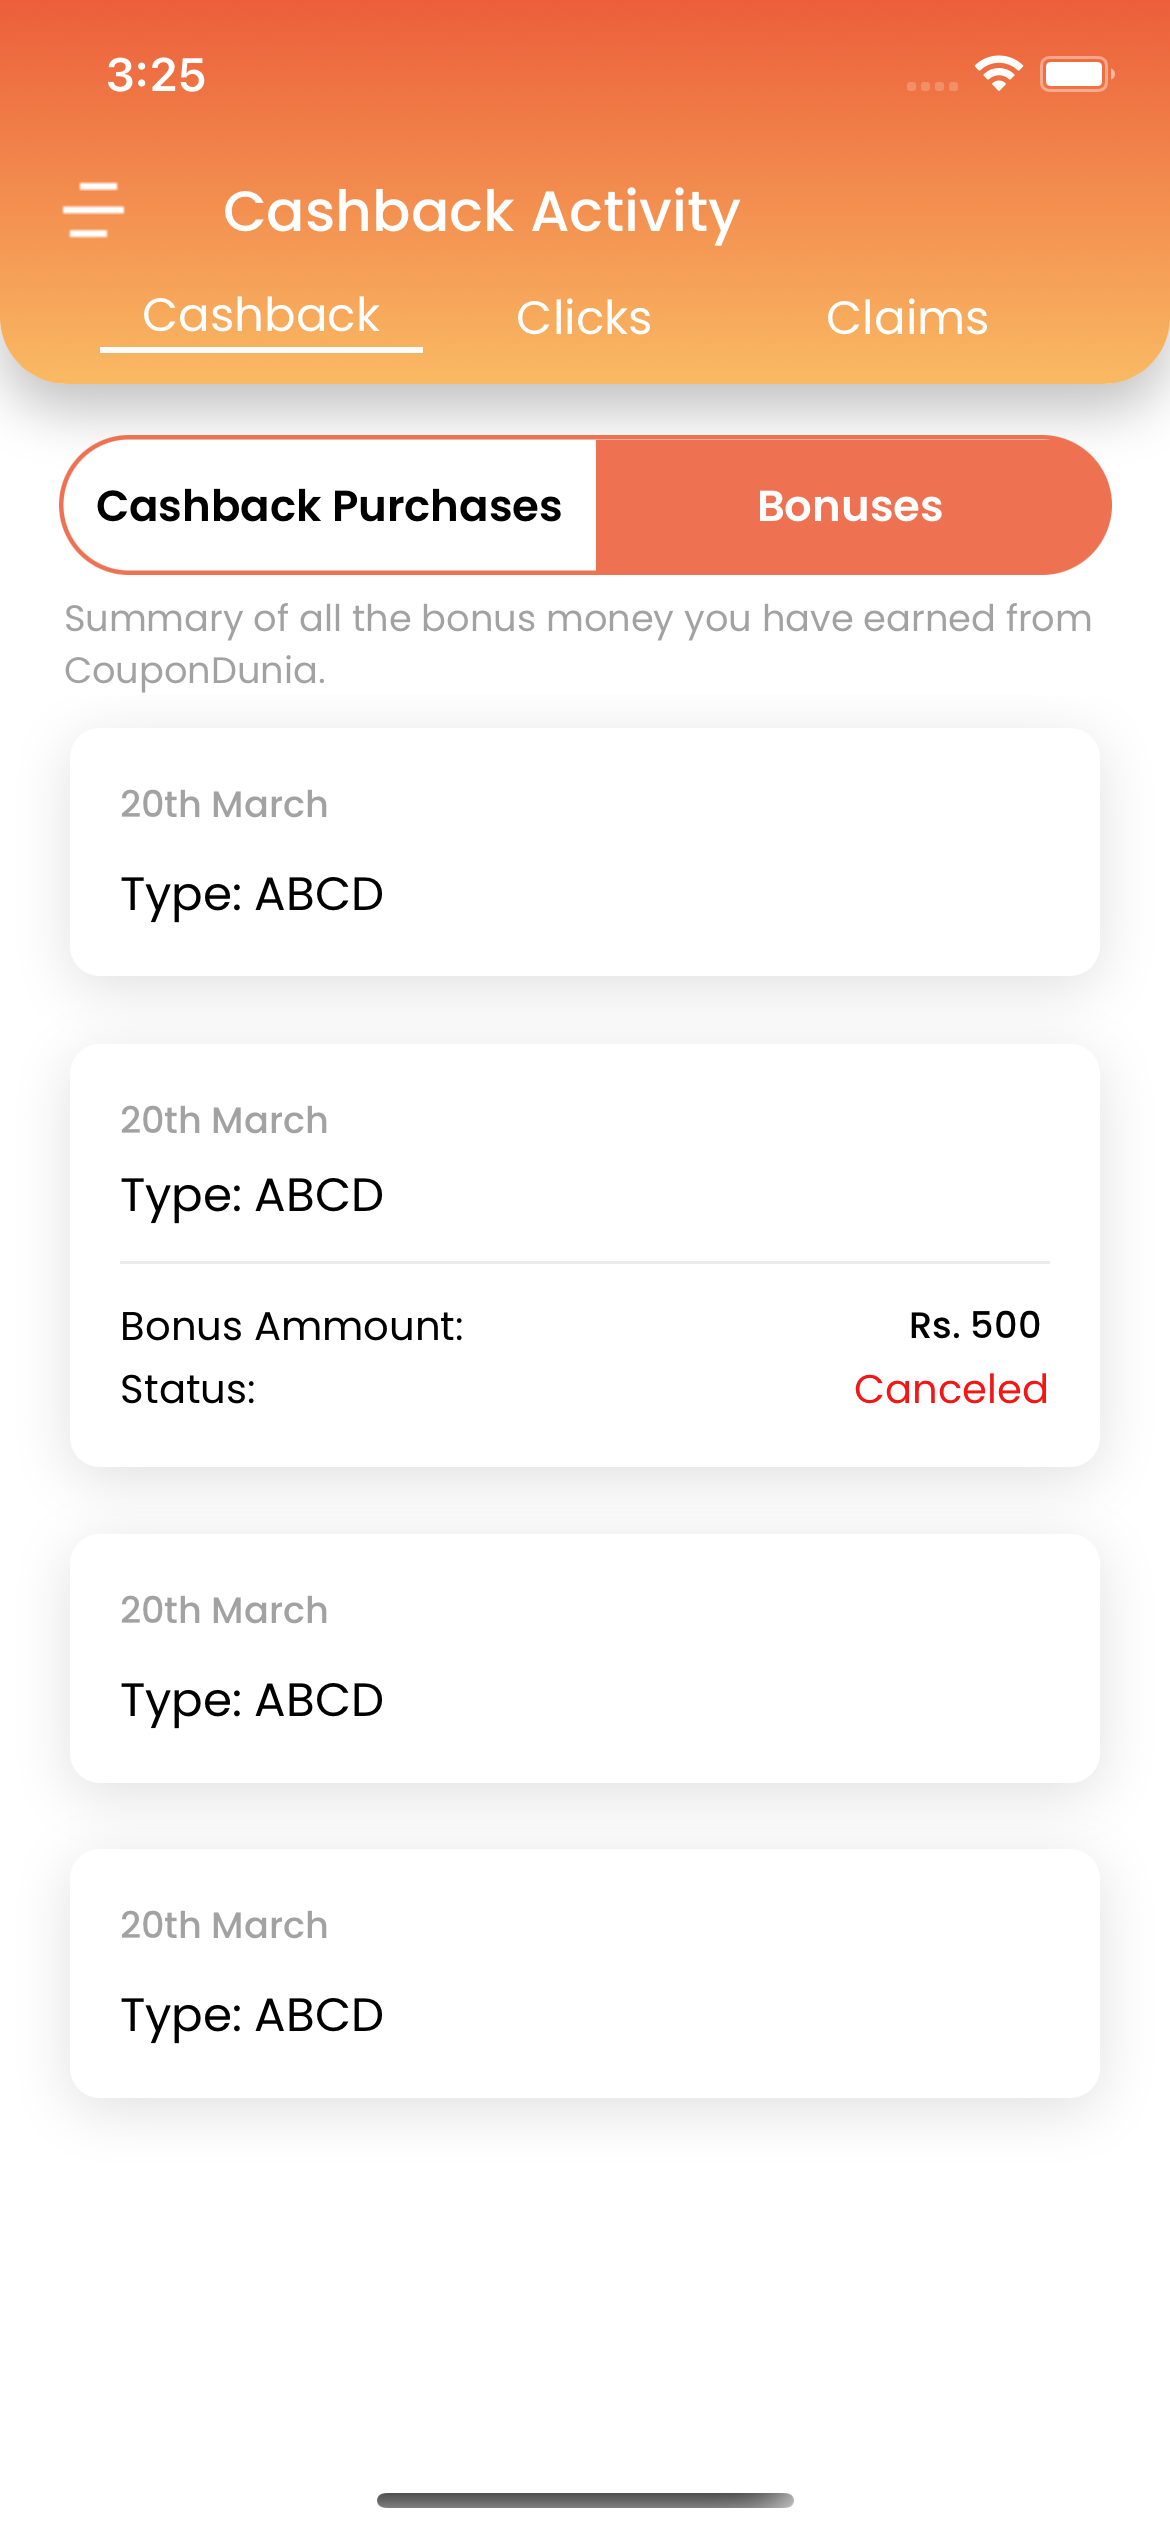 3:25
Cashback Activity
Cashback Clicks Claims
Cashback Purchases Bonuses
Summary of all the bonus money you have earned from
CouponDunia.
20th March
Type: ABCD
20th March
Type: ABCD
Bonus Ammount: Rs. 500
Status: Canceled
20th March
Type: ABCD
20th March
Type: ABCD